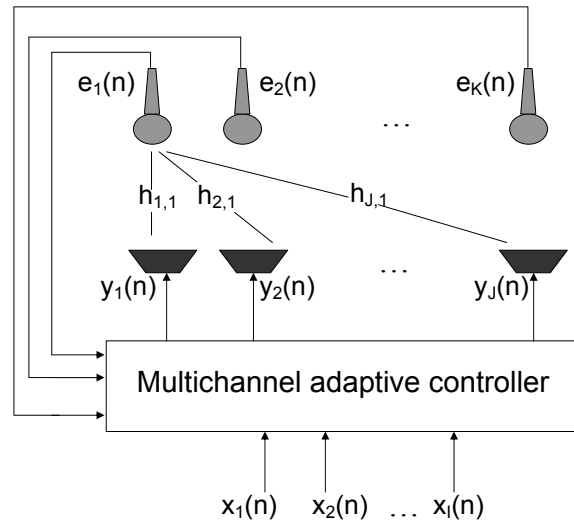 e₁(n) e₂(n) eK(n)
...
h₁,₁ h₂,₁ hJ,₁
...
y₁(n) y₂(n) yJ(n)
Multichannel adaptive controller
x₁(n) x₂(n) ... xI(n)